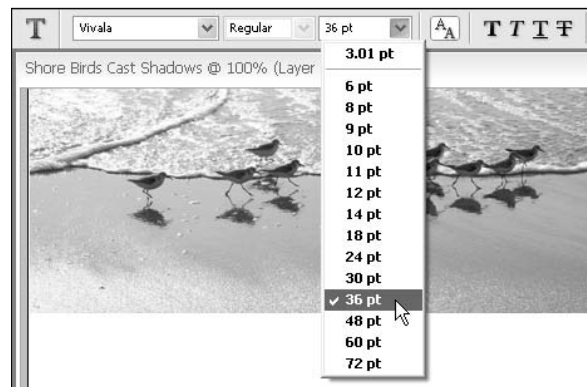 T Vivala Regular 36 pt AA T T T T
3.01 pt
Shore Birds Cast Shadows @ 100% (Layer
6 pt
8 pt
9 pt
10 pt
11 pt
12 pt
14 pt
18 pt
24 pt
30 pt
36 pt
48 pt
60 pt
72 pt